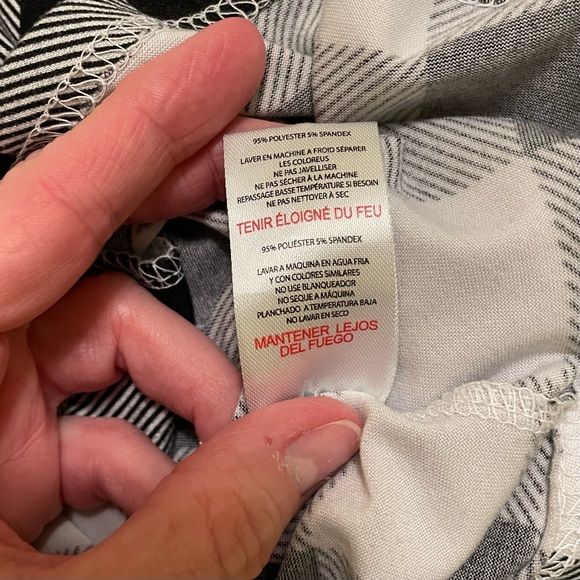 95% POLYESTER 5% SPANDEX
LAVER EN MACHINE A FROID SÉPARER
LES COLOREUS
NE PAS JAVELLISER
NE PAS SÉCHER À LA MACHINE
REPASSAGE BASSE TEMPÉRATURE SI BESOIN
NE PAS NETTOYER À SEC
TENIR ÉLOIGNÉ DU FEU
95% POLIÉSTER 5% SPANDEX
LAVAR A MAQUINA EN AGUA FRIA
Y CON COLORES SIMILARES
NO USE BLANQUEADOR
NO SEQUE A MÁQUINA
PLANCHADO A TEMPERATURA BAJA
NO LAVAR EN SECO
MANTENER LEJOS
DEL FUEGO